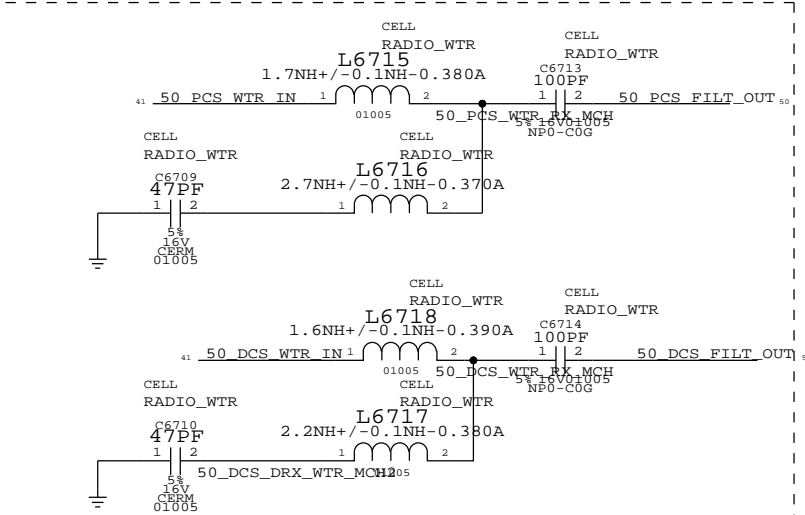 CELL
RADIO_WTR
L6715
1.7NH+/-0.1NH-0.380A
CELL
RADIO_WTR
C6713
100PF
41 50_PCS_WTR_IN 1 2
01005
50_PCS_WTR_RX_MCH
1 2 50_PCS_FILT_OUT 50
5% 16V01005
NP0-C0G
CELL
RADIO_WTR
C6709
47PF
1 2
5%
16V
CERM
01005
CELL
RADIO_WTR
L6716
2.7NH+/-0.1NH-0.370A
1 2
CELL
RADIO_WTR
L6718
1.6NH+/-0.1NH-0.390A
CELL
RADIO_WTR
C6714
100PF
41 50_DCS_WTR_IN 1 2
01005
50_DCS_WTR_RX_MCH
1 2 50_DCS_FILT_OUT
5% 16V01005
NP0-C0G
CELL
RADIO_WTR
C6710
47PF
1 2
5%
16V
CERM
01005
CELL
RADIO_WTR
L6717
2.2NH+/-0.1NH-0.380A
1 2
50_DCS_DRX_WTR_MCH2